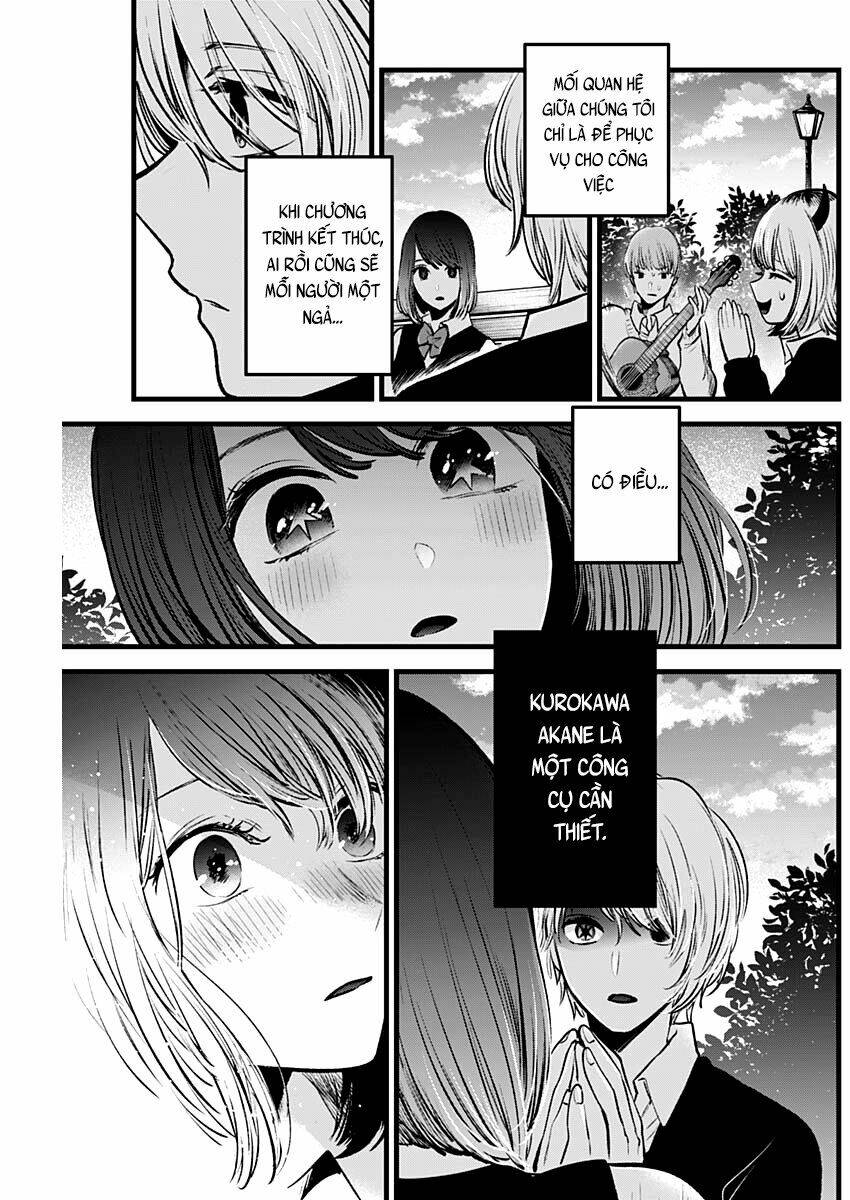 MỐI QUAN HỆ
GIỮA CHÚNG TÔI
CHỈ LÀ ĐỂ PHỤC
VỤ CHO CÔNG
VIỆC
KHI CHƯƠNG
TRÌNH KẾT THÚC,
AI RỒI CŨNG SẼ
MỖI NGƯỜI MỘT
NGẢ...
CÓ ĐIỀU...
KUROKAWA
AKANE LÀ
MỘT CÔNG
CỤ CẦN
THIẾT.